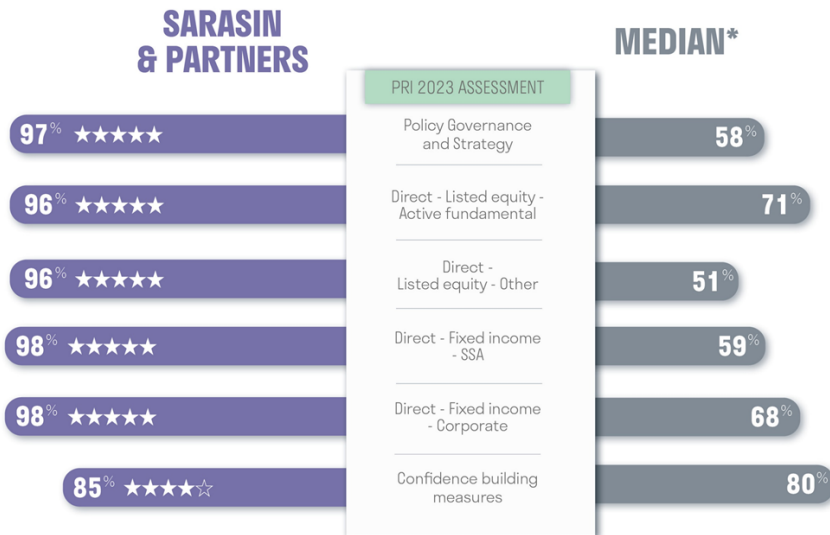 SARASIN
& PARTNERS
MEDIAN*
PRI 2023 ASSESSMENT
97% ★★★★★
Policy Governance
and Strategy
58%
96% ★★★★★
Direct - Listed equity -
Active fundamental
71%
96% ★★★★★
Direct -
Listed equity - Other
51%
98% ★★★★★
Direct - Fixed income
- SSA
59%
98% ★★★★★
Direct - Fixed income
- Corporate
68%
85% ★★★★☆
Confidence building
measures
80%